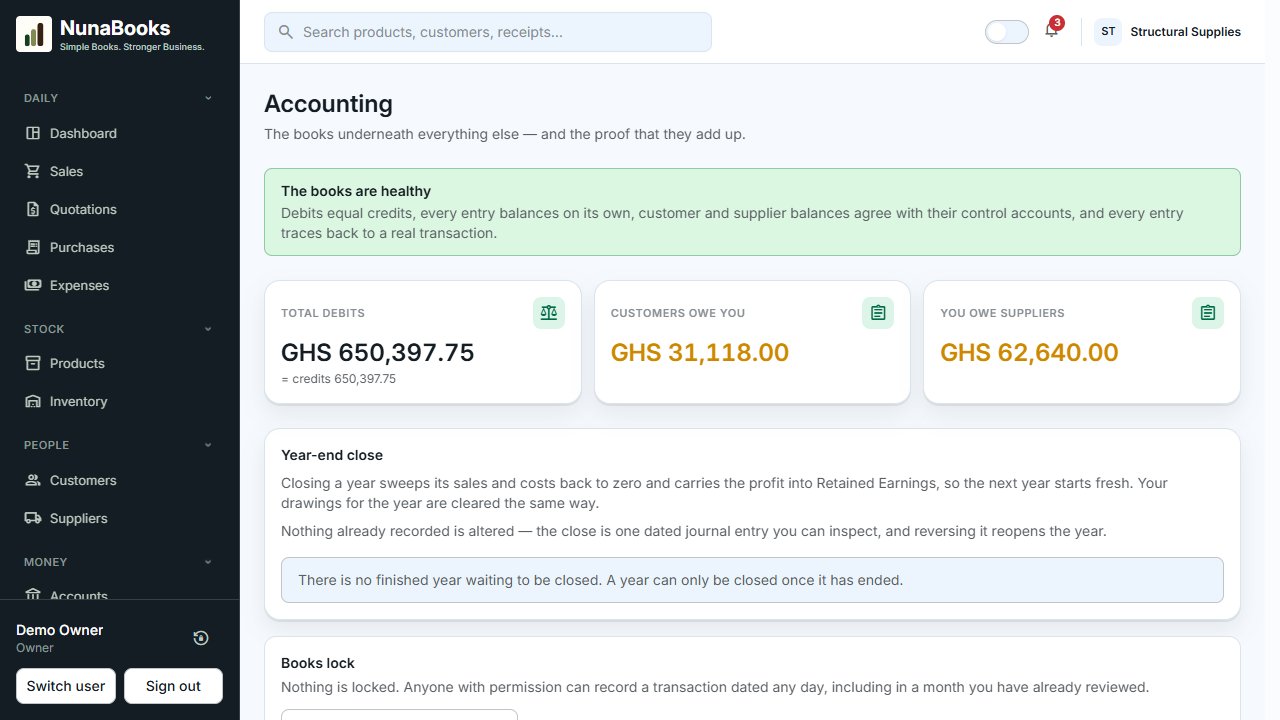 NunaBooks
Simple Books. Stronger Business.
DAILY
Dashboard
Sales
Quotations
Purchases
Expenses
STOCK
Products
Inventory
PEOPLE
Customers
Suppliers
MONEY
Accounts
Demo Owner
Owner
Switch user
Sign out
Search products, customers, receipts...
3
ST
Structural Supplies
Accounting
The books underneath everything else — and the proof that they add up.
The books are healthy
Debits equal credits, every entry balances on its own, customer and supplier balances agree with their control accounts, and every entry
traces back to a real transaction.
TOTAL DEBITS
GHS 650,397.75
= credits 650,397.75
CUSTOMERS OWE YOU
GHS 31,118.00
YOU OWE SUPPLIERS
GHS 62,640.00
Year-end close
Closing a year sweeps its sales and costs back to zero and carries the profit into Retained Earnings, so the next year starts fresh. Your
drawings for the year are cleared the same way.
Nothing already recorded is altered — the close is one dated journal entry you can inspect, and reversing it reopens the year.
There is no finished year waiting to be closed. A year can only be closed once it has ended.
Books lock
Nothing is locked. Anyone with permission can record a transaction dated any day, including in a month you have already reviewed.